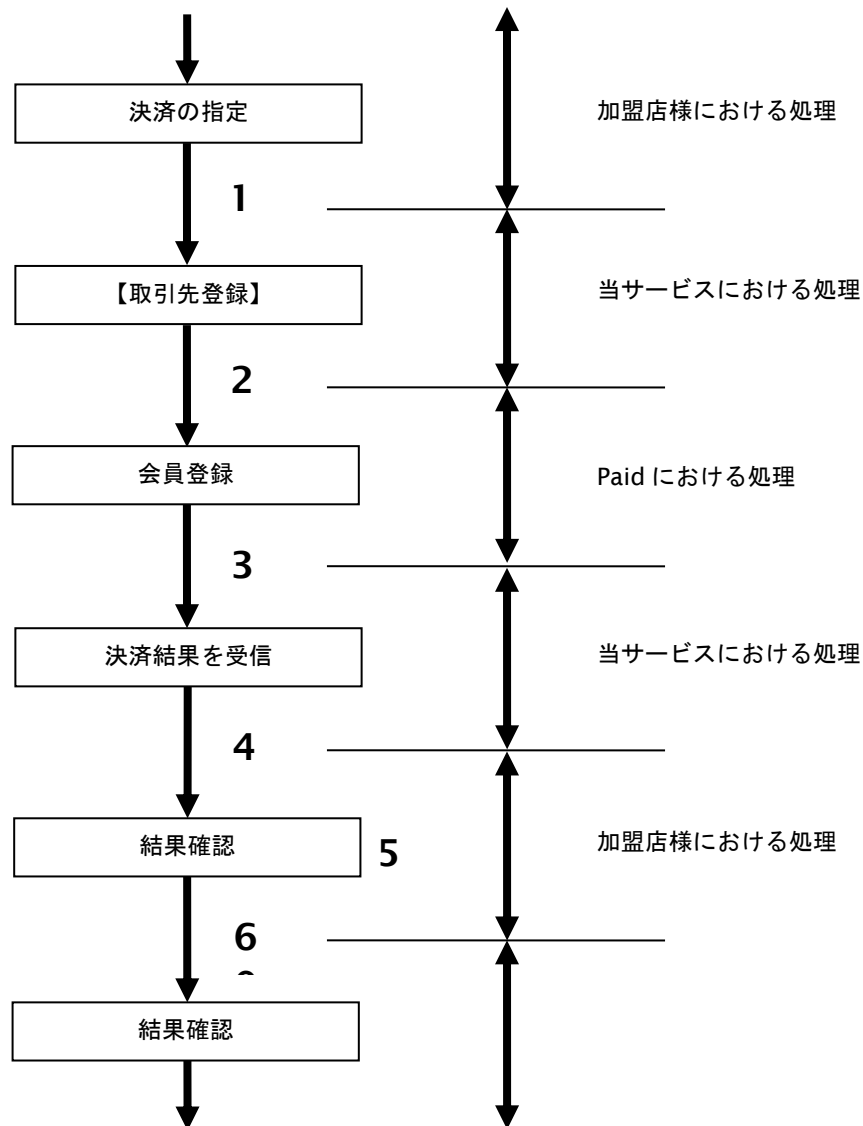 決済の指定
加盟店様における処理
1
【取引先登録】
当サービスにおける処理
2
会員登録
Paid における処理
3
決済結果を受信
当サービスにおける処理
4
結果確認
5
加盟店様における処理
6
結果確認